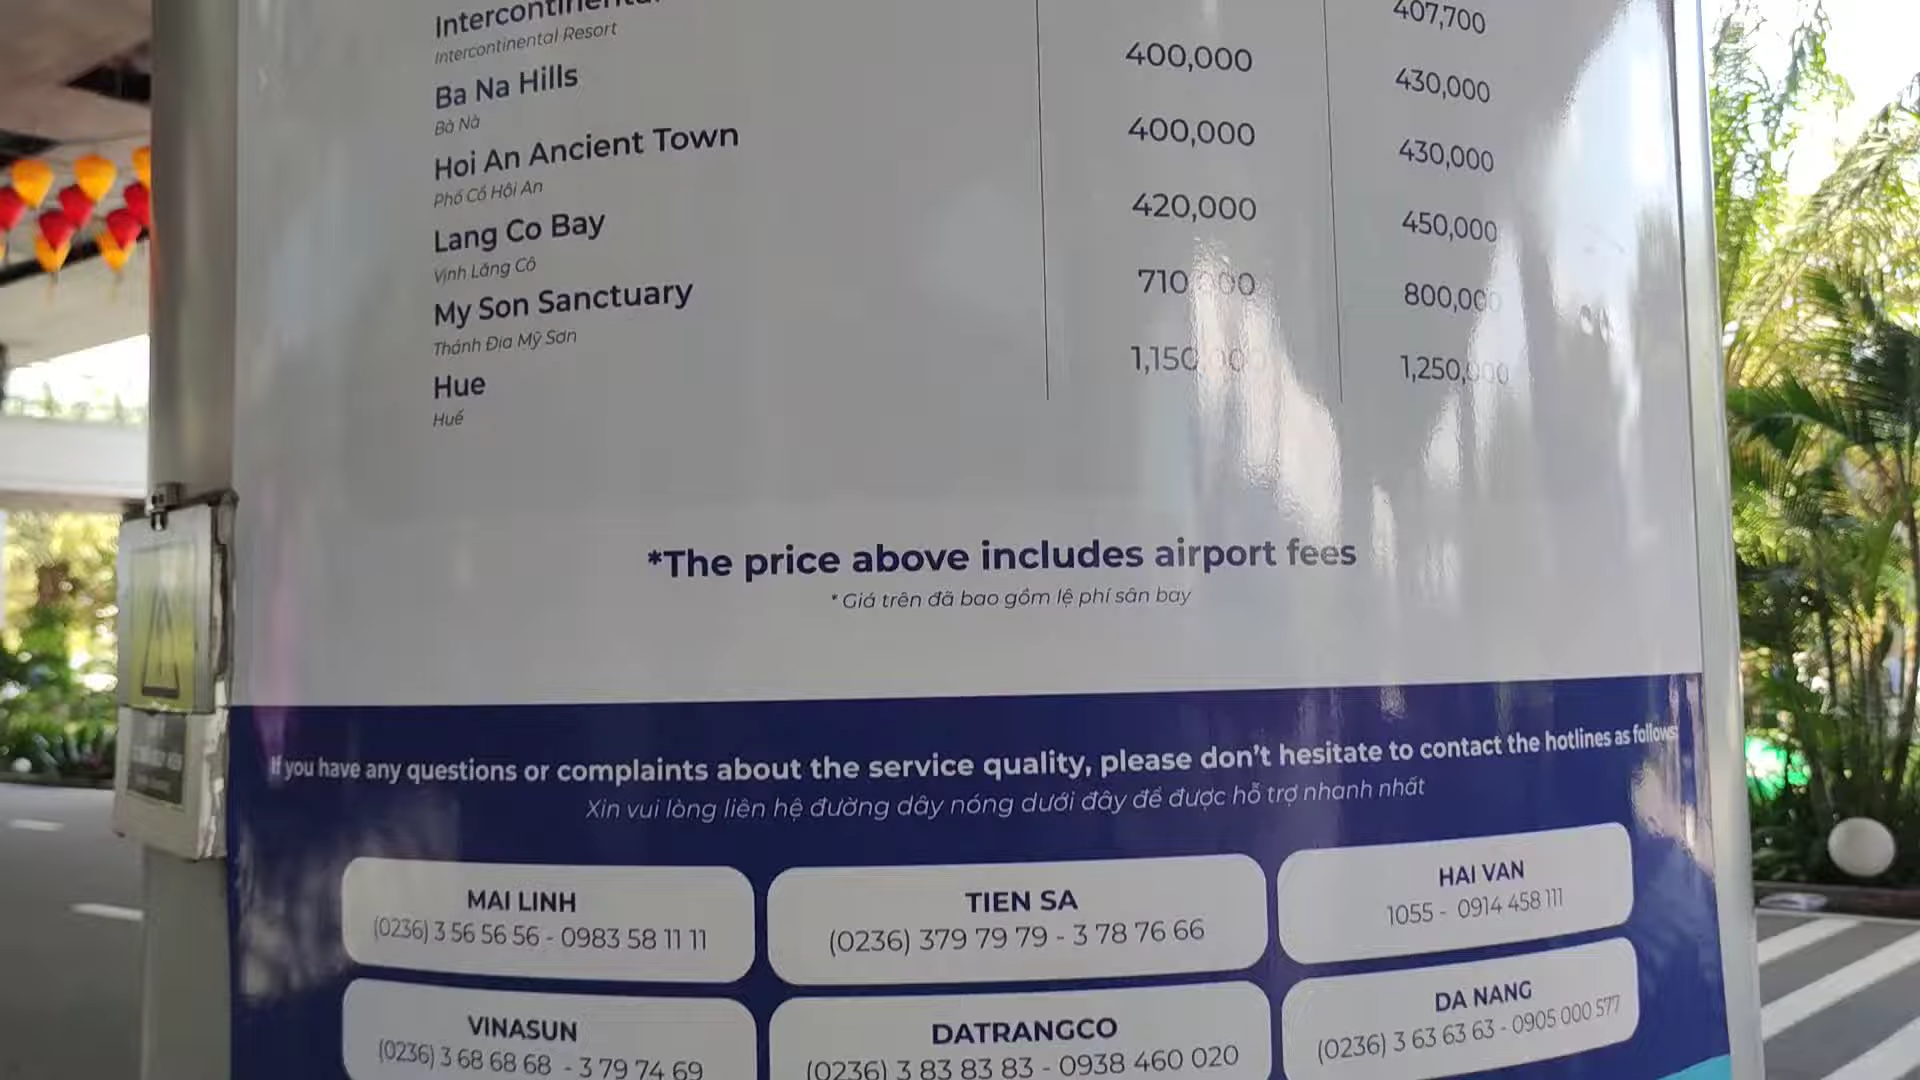 Intercontinental 407,700
Intercontinental Resort
Ba Na Hills 400,000 430,000
Bà Nà
Hoi An Ancient Town 400,000 430,000
Phố Cổ Hội An
Lang Co Bay 420,000 450,000
Vịnh Lăng Cô
My Son Sanctuary 710,000 800,000
Thánh Địa Mỹ Sơn
Hue 1,150,000 1,250,000
Huế
*The price above includes airport fees
* Giá trên đã bao gồm lệ phí sân bay
If you have any questions or complaints about the service quality, please don't hesitate to contact the hotlines as follows
Xin vui lòng liên hệ đường dây nóng dưới đây để được hỗ trợ nhanh nhất
MAI LINH
(0236) 3 56 56 56 - 0983 58 11 11
TIEN SA
(0236) 379 79 79 - 3 78 76 66
HAI VAN
1055 - 0914 458 111
VINASUN
(0236) 3 68 68 68 - 3 79 74 69
DATRANGCO
(0236) 3 83 83 83 - 0938 460 020
DA NANG
(0236) 3 63 63 63 - 0905 000 577